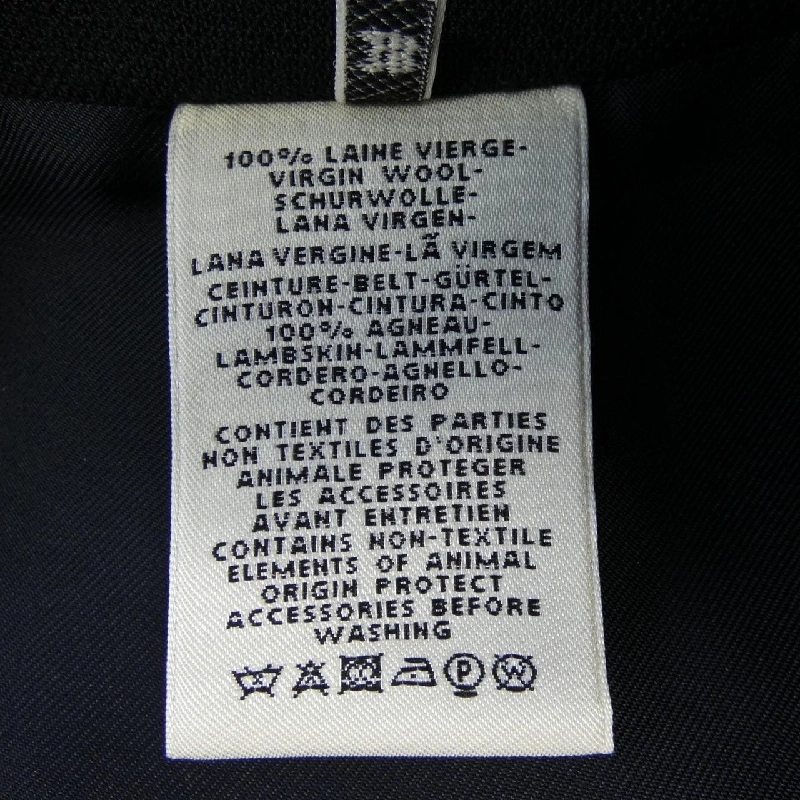 100% LAINE VIERGE-
VIRGIN WOOL-
SCHURWOLLE-
LANA VIRGEN-
LANA VERGINE-LÃ VIRGEM
CEINTURE-BELT-GÜRTEL-
CINTURON-CINTURA-CINTO
100% AGNEAU-
LAMBSKIN-LAMMFELL-
CORDERO-AGNELLO-
CORDEIRO
CONTIENT DES PARTIES
NON TEXTILES D'ORIGINE
ANIMALE PROTEGER
LES ACCESSOIRES
AVANT ENTRETIEN
CONTAINS NON-TEXTILE
ELEMENTS OF ANIMAL
ORIGIN PROTECT
ACCESSORIES BEFORE
WASHING
P W